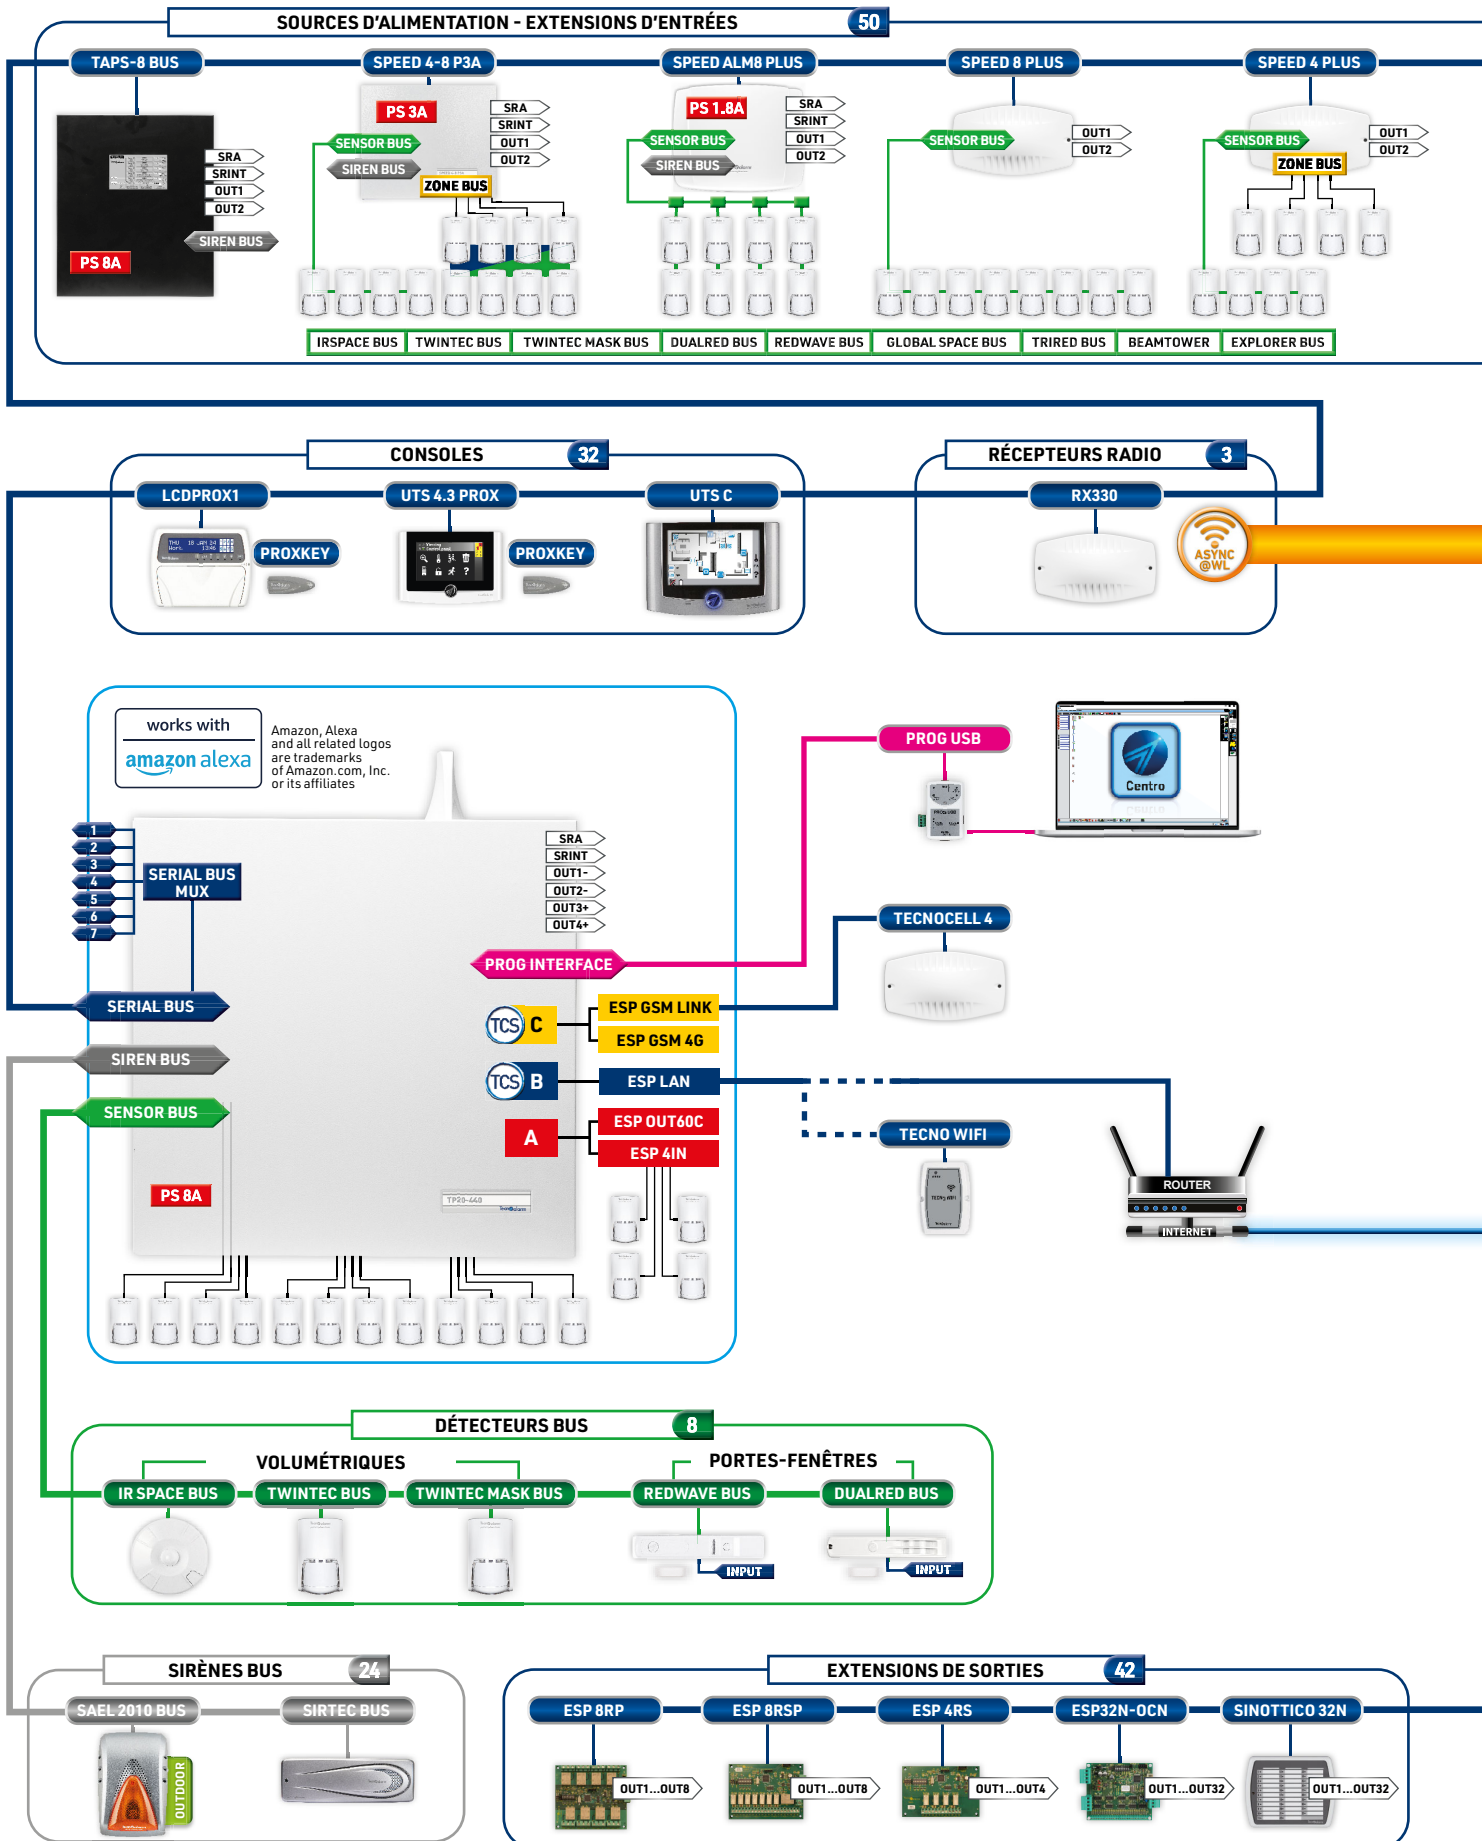 SOURCES D'ALIMENTATION - EXTENSIONS D'ENTRÉES 50
TAPS-8 BUS
SPEED 4-8 P3A
SPEED ALM8 PLUS
SPEED 8 PLUS
SPEED 4 PLUS
SRA
SRINT
OUT1
OUT2
SIREN BUS
PS 8A
PS 3A
SENSOR BUS
SIREN BUS
ZONE BUS
SRA
SRINT
OUT1
OUT2
PS 1.8A
SENSOR BUS
SIREN BUS
SRA
SRINT
OUT1
OUT2
SENSOR BUS
OUT1
OUT2
SENSOR BUS
ZONE BUS
OUT1
OUT2
IRSPACE BUS
TWINTEC BUS
TWINTEC MASK BUS
DUALRED BUS
REDWAVE BUS
GLOBAL SPACE BUS
TRIRED BUS
BEAMTOWER
EXPLORER BUS
CONSOLES 32
LCDPROX1
UTS 4.3 PROX
UTS C
PROXKEY
PROXKEY
THU 18 JAN 24
Work. 13:46
RÉCEPTEURS RADIO 3
RX330
ASYNC
@WL
works with
amazon alexa
Amazon, Alexa
and all related logos
are trademarks
of Amazon.com, Inc.
or its affiliates
1
2
3
4
5
6
7
SERIAL BUS
MUX
SRA
SRINT
OUT1-
OUT2-
OUT3+
OUT4+
PROG INTERFACE
SERIAL BUS
SIREN BUS
SENSOR BUS
TCS C
ESP GSM LINK
ESP GSM 4G
TCS B
ESP LAN
A
ESP OUT60C
ESP 4IN
PS 8A
TP20-440
PROG USB
Centro
TECNOCELL 4
TECNO WIFI
ROUTER
INTERNET
DÉTECTEURS BUS 8
VOLUMÉTRIQUES
PORTES-FENÊTRES
IR SPACE BUS
TWINTEC BUS
TWINTEC MASK BUS
REDWAVE BUS
DUALRED BUS
INPUT
INPUT
SIRÈNES BUS 24
SAEL 2010 BUS
SIRTEC BUS
OUTDOOR
EXTENSIONS DE SORTIES 42
ESP 8RP
ESP 8RSP
ESP 4RS
ESP32N-OCN
SINOTTICO 32N
OUT1...OUT8
OUT1...OUT8
OUT1...OUT4
OUT1...OUT32
OUT1...OUT32